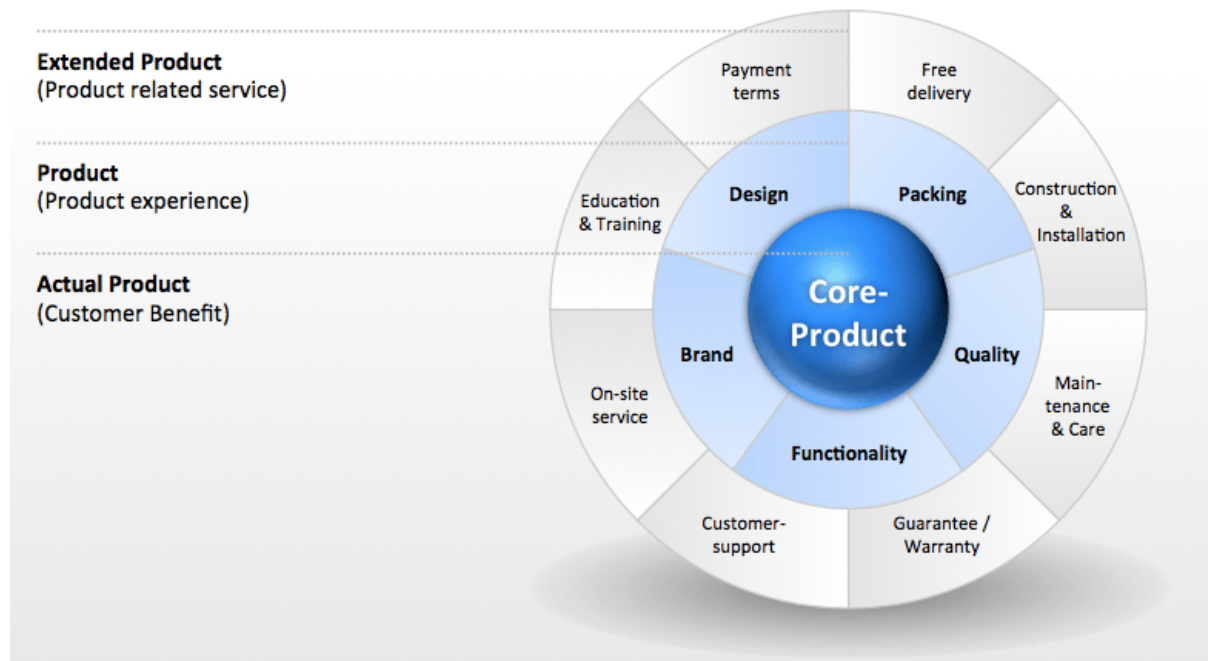 Extended Product
(Product related service)
Product
(Product experience)
Actual Product
(Customer Benefit)
Payment
terms
Free
delivery
Education
& Training
Design
Packing
Construction
&
Installation
Core-
Product
Brand
Quality
On-site
service
Main-
tenance
& Care
Functionality
Customer-
support
Guarantee /
Warranty